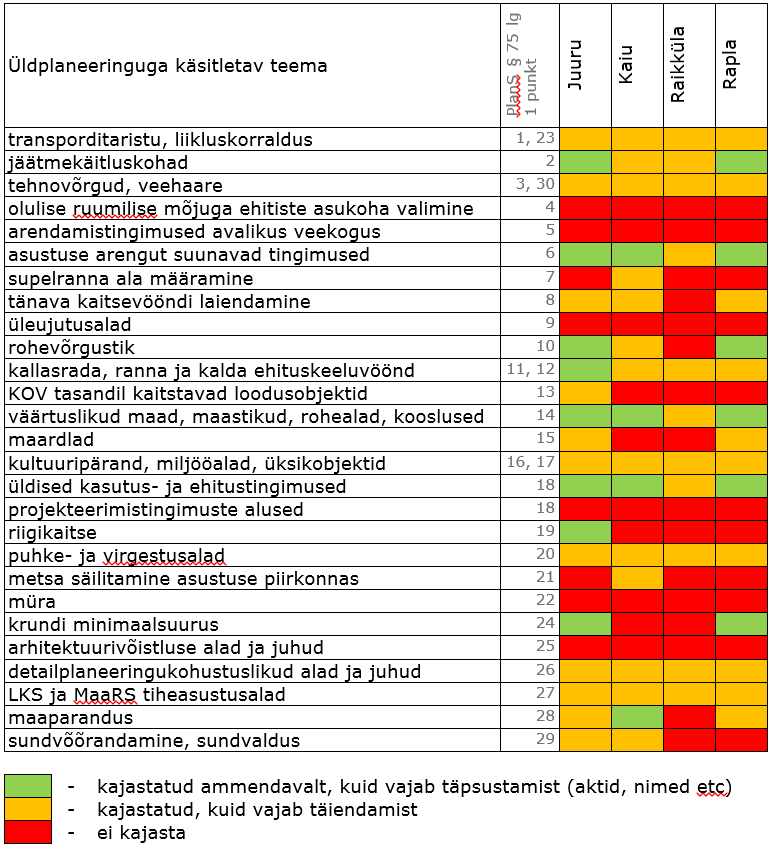 Üldplaneeringuga käsitletav teema
PlanS § 75 lg
1 punkt
Juuru
Kaiu
Raikküla
Rapla
transporditaristu, liikluskorraldus 1, 23
jäätmekäitluskohad 2
tehnovõrgud, veehaare 3, 30
olulise ruumilise mõjuga ehitiste asukoha valimine 4
arendamistingimused avalikus veekogus 5
asustuse arengut suunavad tingimused 6
supelranna ala määramine 7
tänava kaitsevööndi laiendamine 8
üleujutusalad 9
rohevõrgustik 10
kallasrada, ranna ja kalda ehituskeeluvöönd 11, 12
KOV tasandil kaitstavad loodusobjektid 13
väärtuslikud maad, maastikud, rohealad, kooslused 14
maardlad 15
kultuuripärand, miljööalad, üksikobjektid 16, 17
üldised kasutus- ja ehitustingimused 18
projekteerimistingimuste alused 18
riigikaitse 19
puhke- ja virgestusalad 20
metsa säilitamine asustuse piirkonnas 21
müra 22
krundi minimaalsuurus 24
arhitektuurivõistluse alad ja juhud 25
detailplaneeringukohustuslikud alad ja juhud 26
LKS ja MaaRS tiheasustusalad 27
maaparandus 28
sundvõõrandamine, sundvaldus 29
- kajastatud ammendavalt, kuid vajab täpsustamist (aktid, nimed etc)
- kajastatud, kuid vajab täiendamist
- ei kajasta